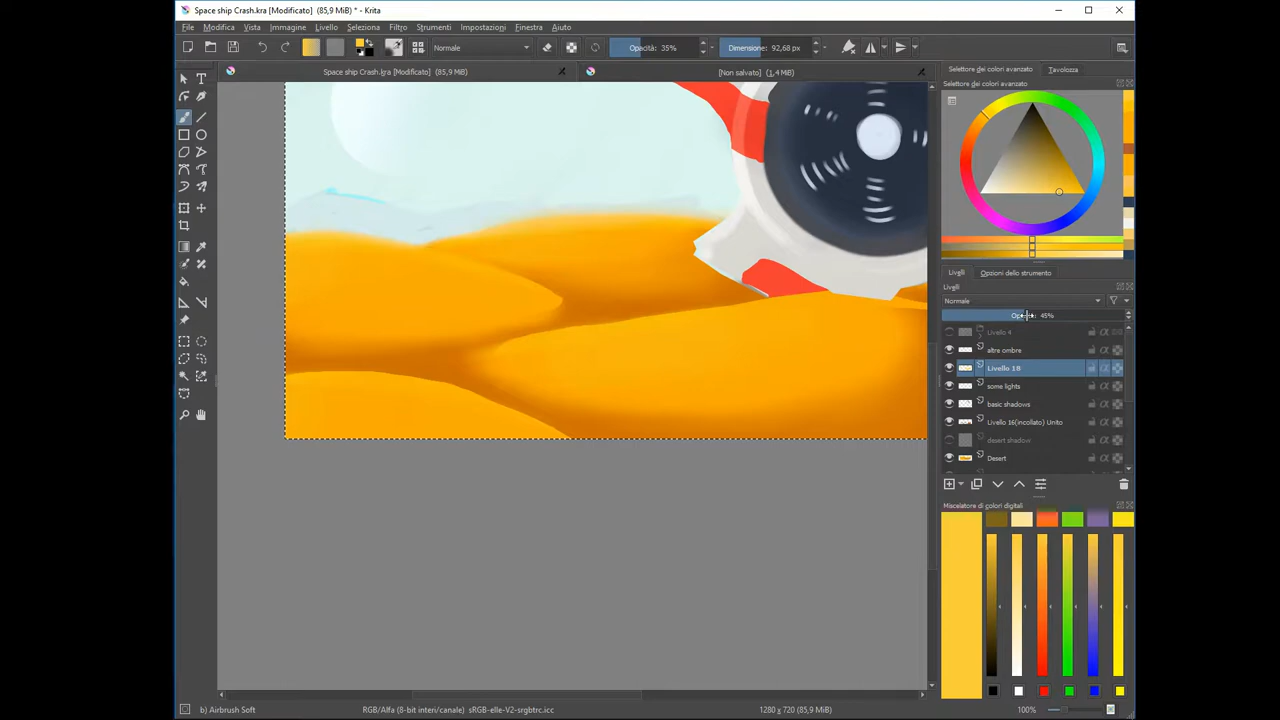 Space ship Crash.kra [Modificato] (85,9 MiB) * - Krita
File Modifica Vista Immagine Livello Seleziona Filtro Strumenti Impostazioni Finestra Aiuto
Normale Opacità: 35% Dimensione: 92,68 px
Space ship Crash.kra [Modificato] (85,9 MiB) [Non salvato] (1,4 MiB)
Selettore dei colori avanzato Tavolozza
Selettore dei colori avanzato
Livelli Opzioni dello strumento
Livelli
Normale
45%
Livello 4
altre ombre
Livello 18
some lights
basic shadows
Livello 16(incollato) Unito
desert shadow
Desert
Miscelatore di colori digitali
b) Airbrush Soft RGB/Alfa (8-bit interi/canale) sRGB-elle-V2-srgbtrc.icc 1280 x 720 (85,9 MiB) 100%